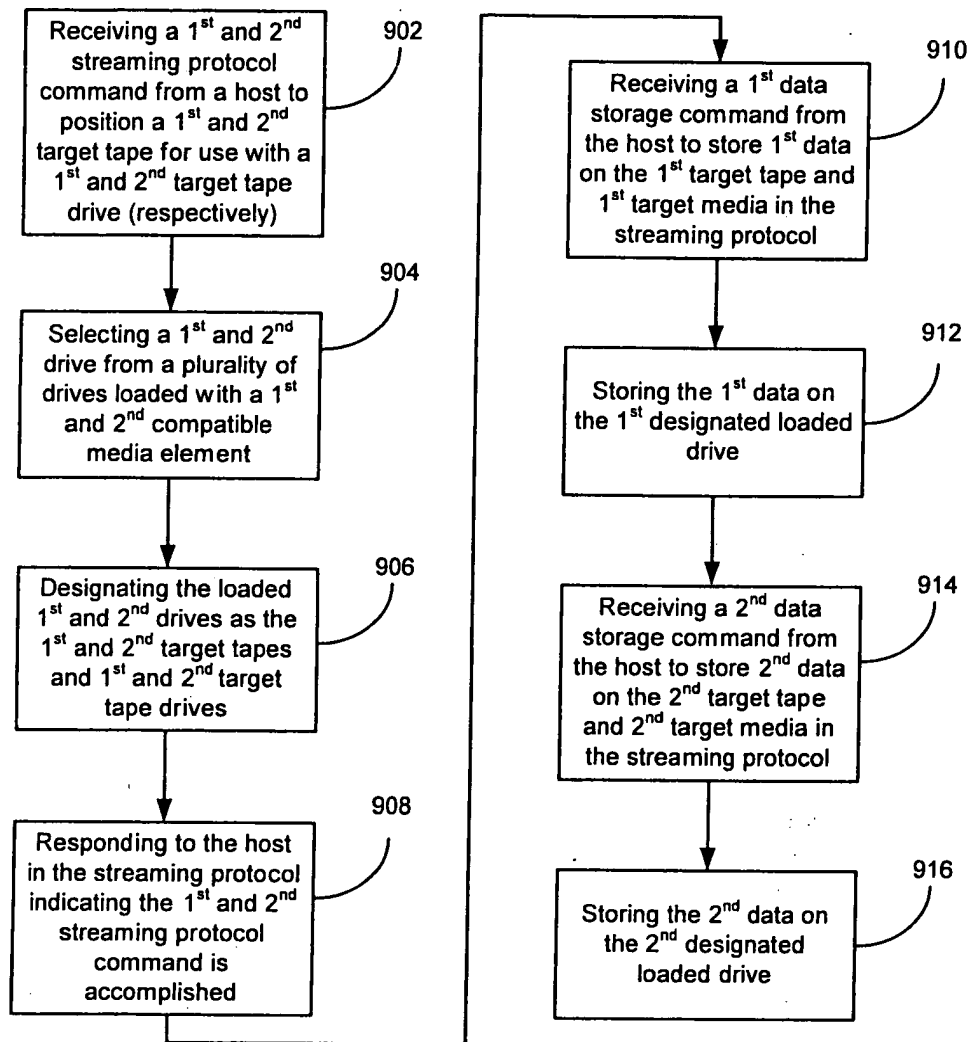 Receiving a 1st and 2nd
streaming protocol
command from a host to
position a 1st and 2nd
target tape for use with a
1st and 2nd target tape
drive (respectively)
902
Selecting a 1st and 2nd
drive from a plurality of
drives loaded with a 1st
and 2nd compatible
media element
904
Designating the loaded
1st and 2nd drives as the
1st and 2nd target tapes
and 1st and 2nd target
tape drives
906
Responding to the host
in the streaming protocol
indicating the 1st and 2nd
streaming protocol
command is
accomplished
908
Receiving a 1st data
storage command from
the host to store 1st data
on the 1st target tape and
1st target media in the
streaming protocol
910
Storing the 1st data on
the 1st designated loaded
drive
912
Receiving a 2nd data
storage command from
the host to store 2nd data
on the 2nd target tape
and 2nd target media in
the streaming protocol
914
Storing the 2nd data on
the 2nd designated
loaded drive
916